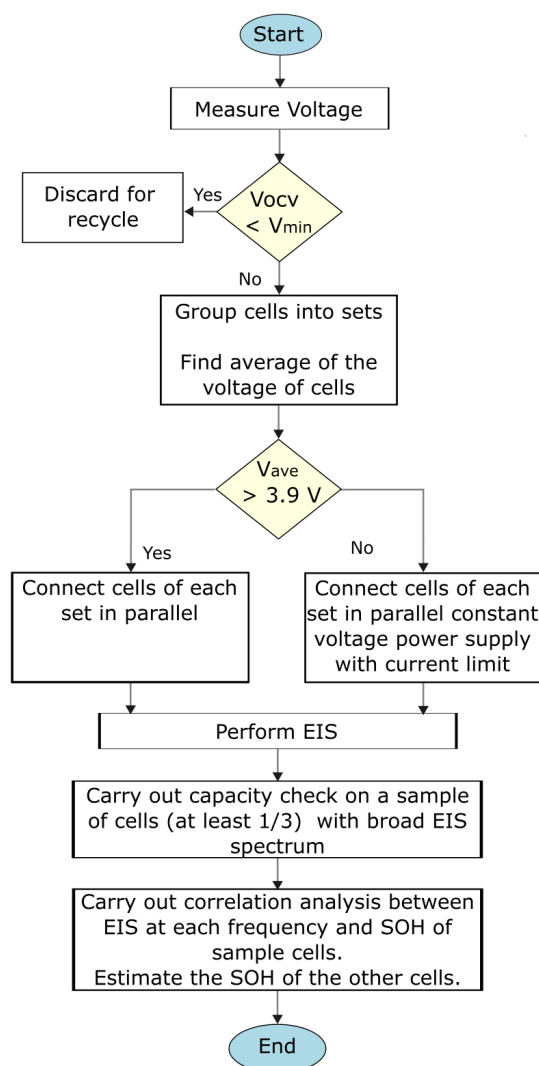 Start
Measure Voltage
Discard for
recycle
Yes
Vocv
< Vmin
No
Group cells into sets
Find average of the
voltage of cells
Vave
> 3.9 V
Yes
No
Connect cells of each
set in parallel
Connect cells of each
set in parallel constant
voltage power supply
with current limit
Perform EIS
Carry out capacity check on a sample
of cells (at least 1/3) with broad EIS
spectrum
Carry out correlation analysis between
EIS at each frequency and SOH of
sample cells.
Estimate the SOH of the other cells.
End